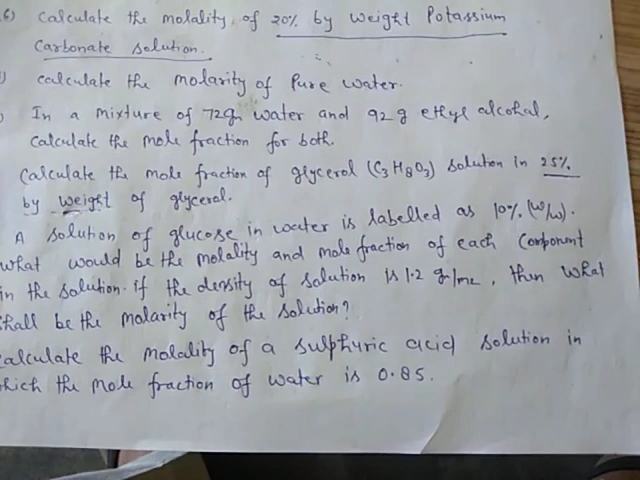 6) Calculate the molality of 20% by weight Potassium
Carbonate solution.
) calculate the molarity of Pure water.
) In a mixture of 72g water and 92 g ethyl alcohol,
calculate the mole fraction for both.
Calculate the mole fraction of glycerol (C3H8O3) solution in 25%
by weight of glycerol.
A solution of glucose in water is labelled as 10% (w/w).
what would be the molality and mole fraction of each Component
in the solution. if the density of solution is 1.2 g/mL, then what
shall be the molarity of the solution?
calculate the molality of a sulphuric acid solution in
which the mole fraction of water is 0.85.